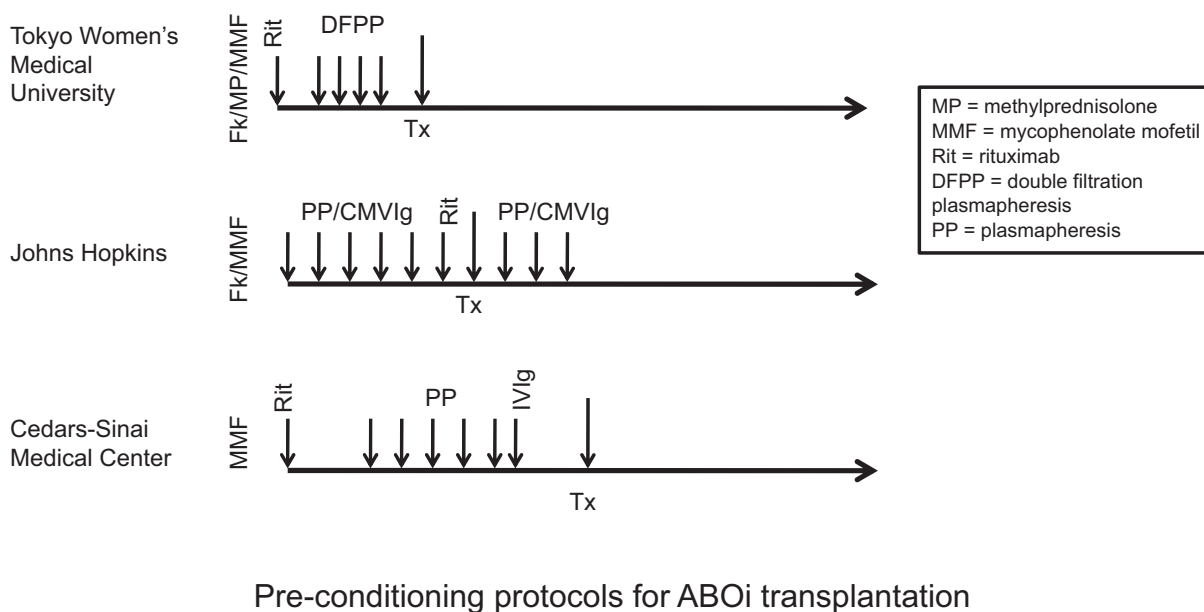 Tokyo Women's
Medical
University
Fk/MP/MMF
Rit
DFPP
Tx
Johns Hopkins
Fk/MMF
PP/CMVIg
Rit
PP/CMVIg
Tx
Cedars-Sinai
Medical Center
MMF
Rit
PP
IVIg
Tx
MP = methylprednisolone
MMF = mycophenolate mofetil
Rit = rituximab
DFPP = double filtration
plasmapheresis
PP = plasmapheresis
Pre-conditioning protocols for ABOi transplantation